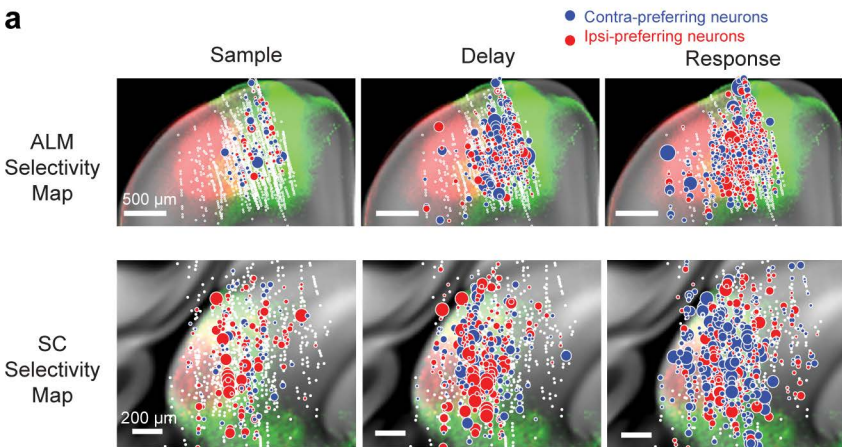 a
Contra-preferring neurons
Ipsi-preferring neurons
Sample
Delay
Response
ALM
Selectivity
Map
500 µm
SC
Selectivity
Map
200 µm